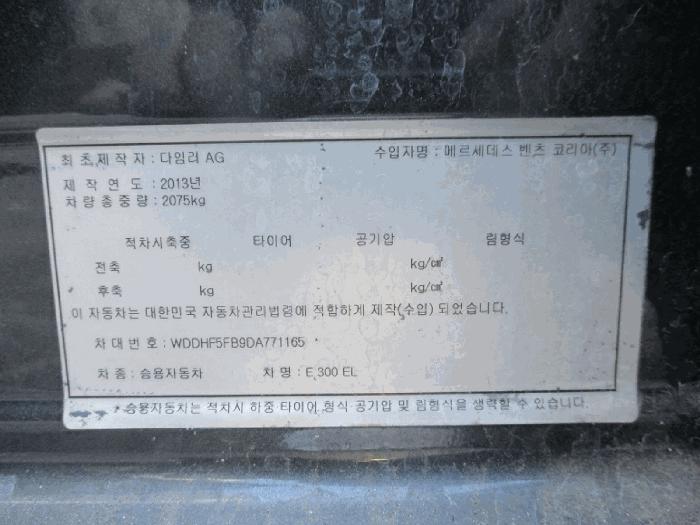 최초제작자 : 다임러 AG 수입자명 : 메르세데스 벤츠 코리아(주)
제 작 연 도 : 2013년
차량총중량 : 2075kg
적차시축중 타이어 공기압 림형식
전축 kg kg/㎠
후축 kg kg/㎠
이 자동차는 대한민국 자동차관리법령에 적합하게 제작(수입) 되었습니다.
차 대 번 호 : WDDHF5FB9DA771165
차 종 : 승용자동차 차 명 : E 300 EL
* 승용자동차는 적차시 하중 타이어 형식 공기압 및 림형식을 생략할 수 있습니다.